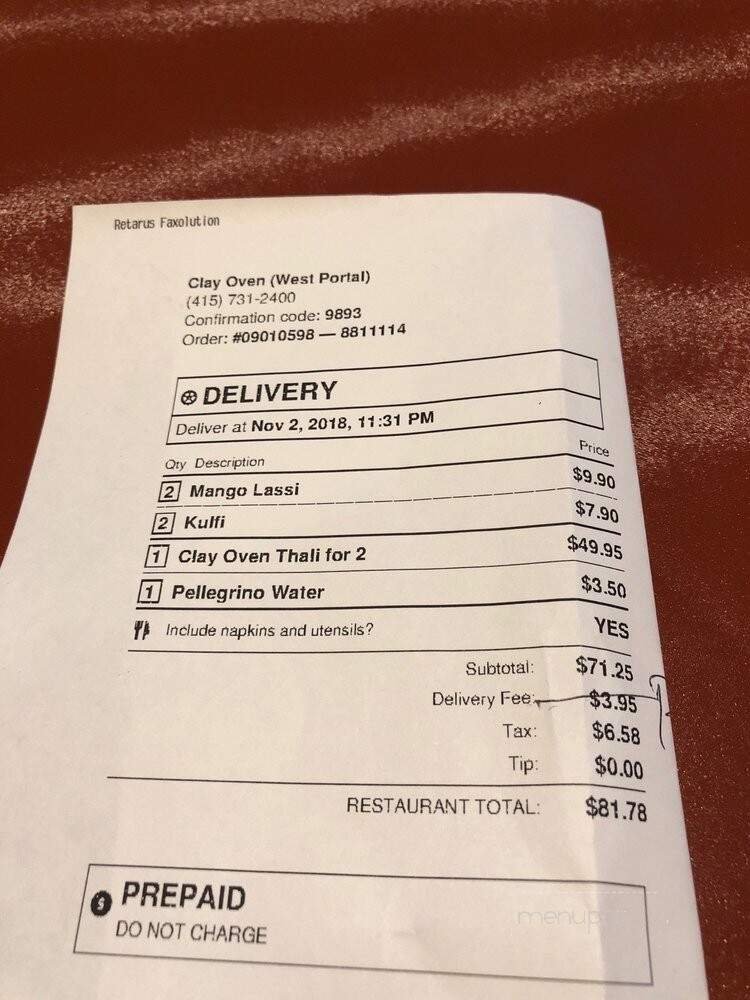 Retarus Faxolution
Clay Oven (West Portal)
(415) 731-2400
Confirmation code: 9893
Order: #09010598 — 8811114
DELIVERY
Deliver at Nov 2, 2018, 11:31 PM
Qty Description Price
2 Mango Lassi $9.90
2 Kulfi $7.90
1 Clay Oven Thali for 2 $49.95
1 Pellegrino Water $3.50
Include napkins and utensils? YES
Subtotal: $71.25
Delivery Fee: $3.95
Tax: $6.58
Tip: $0.00
RESTAURANT TOTAL: $81.78
$ PREPAID
DO NOT CHARGE
menupix